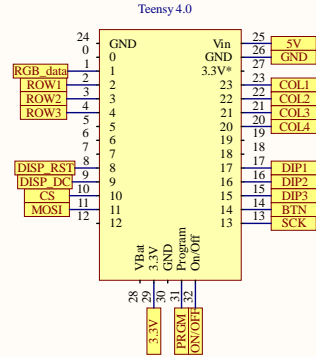 Teensy 4.0
24 GND Vin 25 5V
0 0 GND 26 GND
RGB_data 1 1 3.3V* 27
ROW1 2 2 23 23 COL1
ROW2 3 3 22 22 COL2
ROW3 4 4 21 21 COL3
5 5 20 20 COL4
6 6 19 19
7 7 18 18
DISP_RST 8 8 17 17 DIP1
DISP_DC 9 9 16 16 DIP2
CS 10 10 15 15 DIP3
MOSI 11 11 14 14 BTN
12 12 13 13 SCK
VBat 3.3V GND Program On/Off
28 29 30 31 32
3.3V PRGM ON/OFF